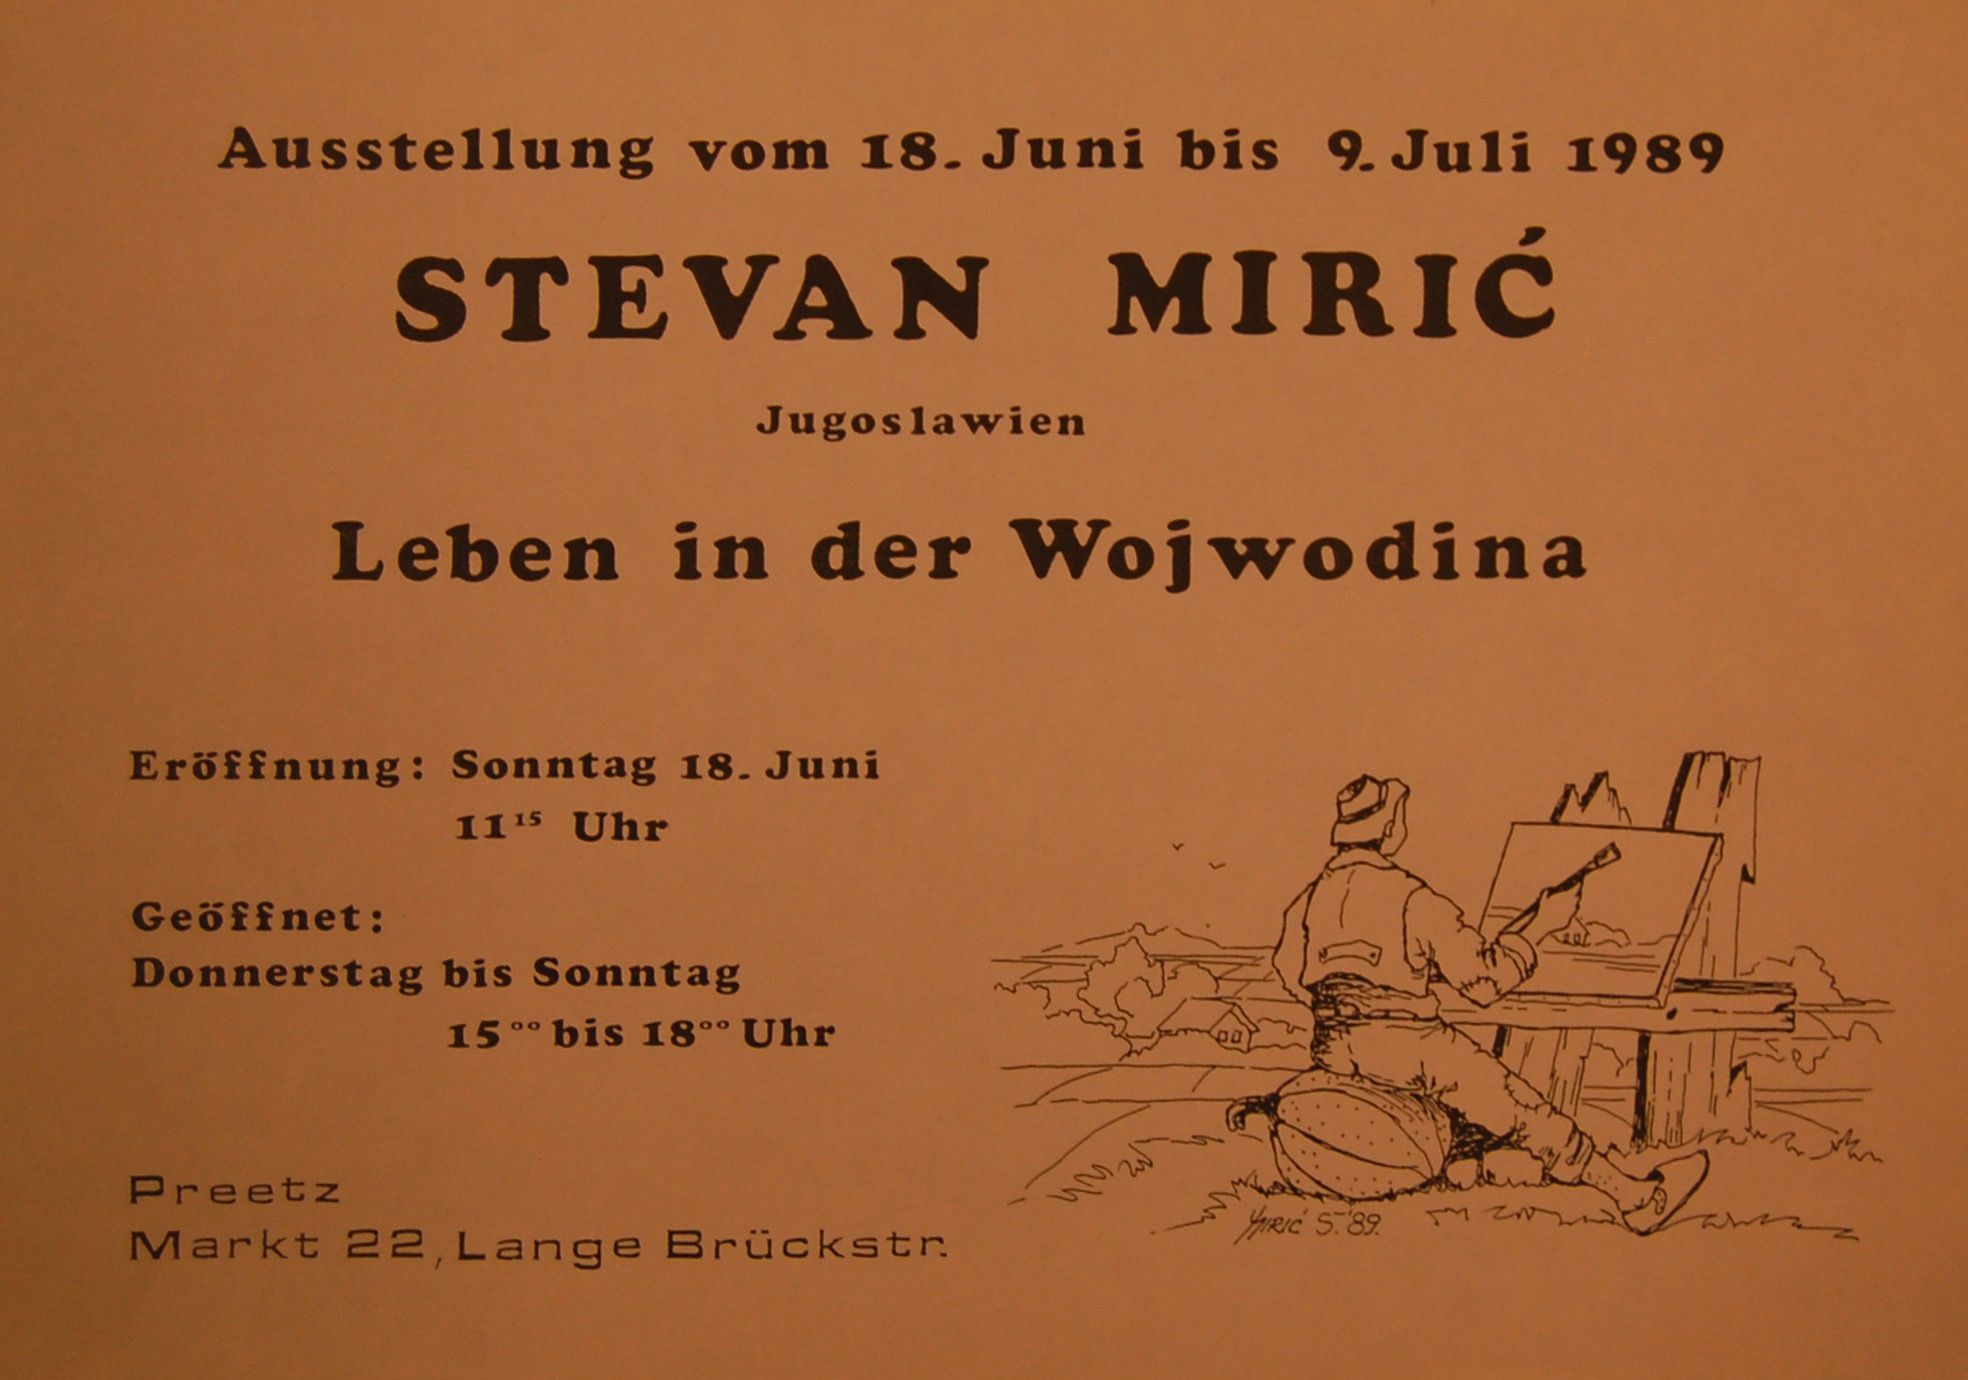 Ausstellung vom 18. Juni bis 9. Juli 1989
STEVAN MIRIĆ
Jugoslawien
Leben in der Wojwodina
Eröffnung: Sonntag 18. Juni
11¹⁵ Uhr
Geöffnet:
Donnerstag bis Sonntag
15⁰⁰ bis 18⁰⁰ Uhr
Preetz
Markt 22, Lange Brückstr.
MIRIĆ S. '89.